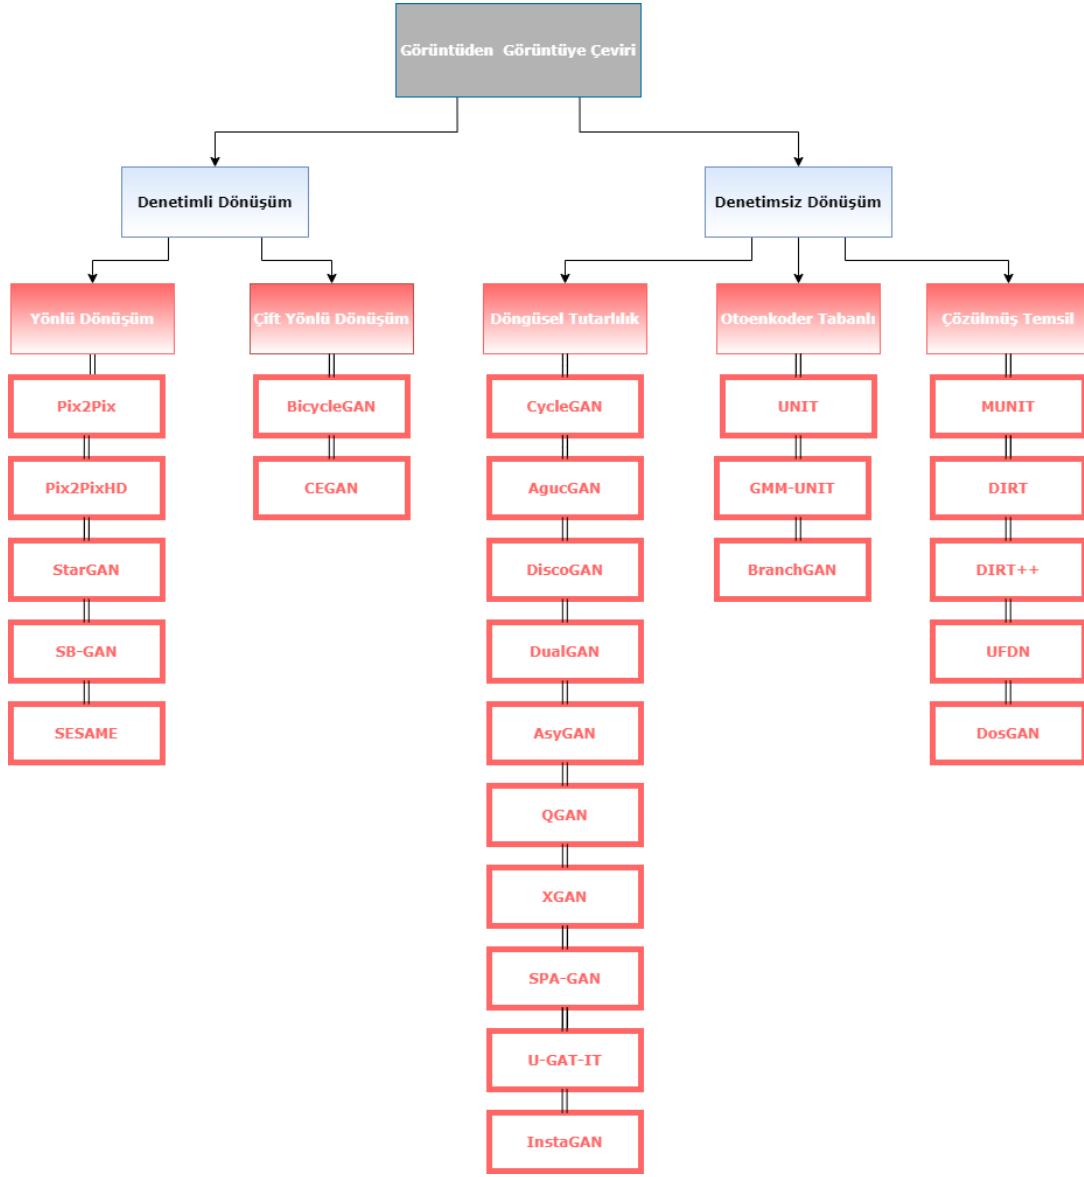 Görüntüden Görüntüye Çeviri
Denetimli Dönüşüm
Denetimsiz Dönüşüm
Yönlü Dönüşüm
Çift Yönlü Dönüşüm
Döngüsel Tutarlılık
Otoenkoder Tabanlı
Çözülmüş Temsil
Pix2Pix
BicycleGAN
CycleGAN
UNIT
MUNIT
Pix2PixHD
CEGAN
AgucGAN
GMM-UNIT
DIRT
StarGAN
DiscoGAN
BranchGAN
DIRT++
SB-GAN
DualGAN
UFDN
SESAME
AsyGAN
DosGAN
QGAN
XGAN
SPA-GAN
U-GAT-IT
InstaGAN